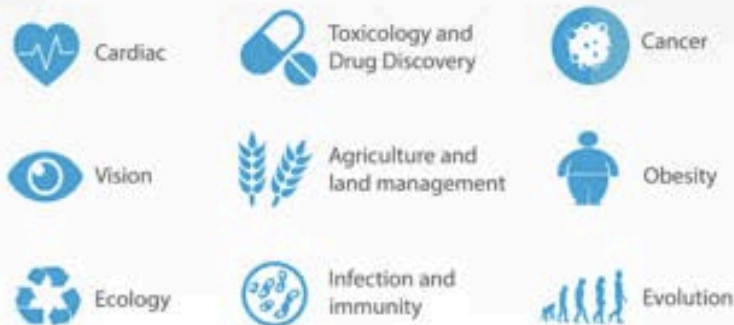 Cardiac
Toxicology and
Drug Discovery
Cancer
Vision
Agriculture and
land management
Obesity
Ecology
Infection and
immunity
Evolution